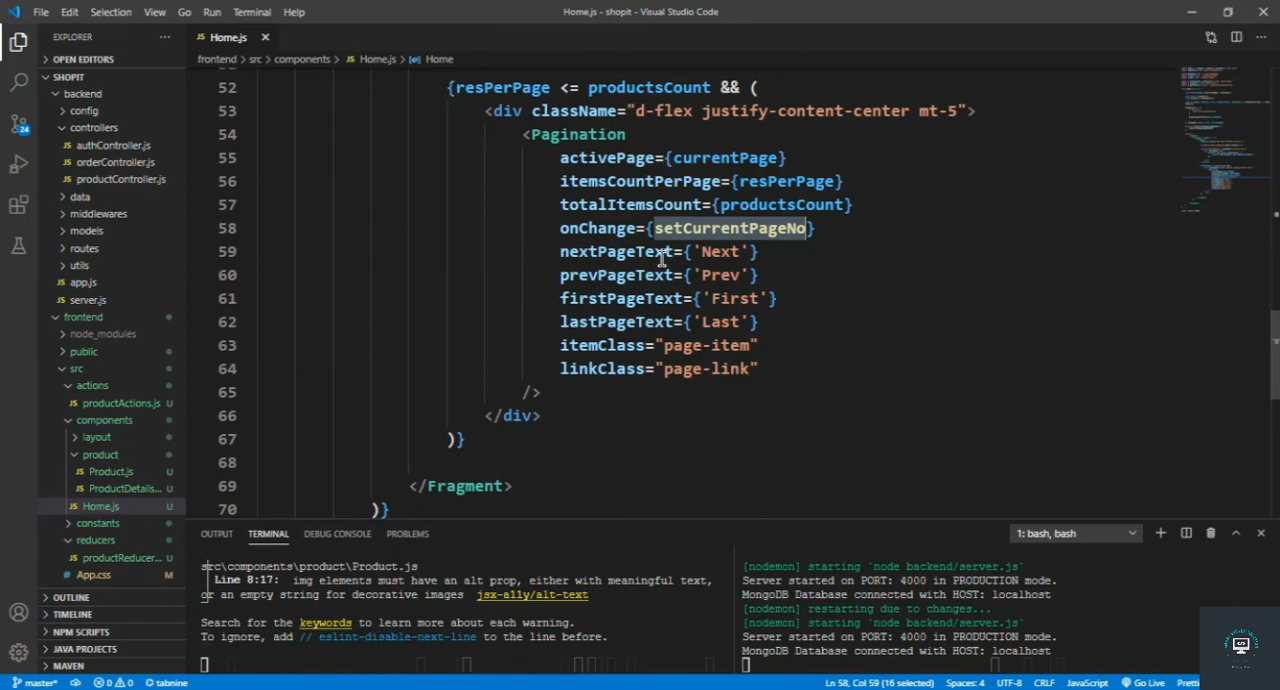 File Edit Selection View Go Run Terminal Help
Home.js - shopit - Visual Studio Code
EXPLORER
OPEN EDITORS
SHOPIT
backend
config
controllers
authController.js
orderController.js
productController.js
data
middlewares
models
routes
utils
app.js
server.js
frontend
node_modules
public
src
actions
productActions.js U
components
layout
product
Product.js U
ProductDetails... U
Home.js U
constants
reducers
productReducer... U
App.css M
OUTLINE
TIMELINE
NPM SCRIPTS
JAVA PROJECTS
MAVEN
24
JS Home.js
frontend > src > components > JS Home.js > Home
52 {resPerPage <= productsCount && (
53 <div className="d-flex justify-content-center mt-5">
54 <Pagination
55 activePage={currentPage}
56 itemsCountPerPage={resPerPage}
57 totalItemsCount={productsCount}
58 onChange={setCurrentPageNo}
59 nextPageText={'Next'}
60 prevPageText={'Prev'}
61 firstPageText={'First'}
62 lastPageText={'Last'}
63 itemClass="page-item"
64 linkClass="page-link"
65 />
66 </div>
67 )}
68
69 </Fragment>
70 )}
OUTPUT TERMINAL DEBUG CONSOLE PROBLEMS
1: bash, bash
src\components\product\Product.js
Line 8:17: img elements must have an alt prop, either with meaningful text,
or an empty string for decorative images jsx-a11y/alt-text
Search for the keywords to learn more about each warning.
To ignore, add // eslint-disable-next-line to the line before.
[nodemon] starting `node backend/server.js`
Server started on PORT: 4000 in PRODUCTION mode.
MongoDB Database connected with HOST: localhost
[nodemon] restarting due to changes...
[nodemon] starting `node backend/server.js`
Server started on PORT: 4000 in PRODUCTION mode.
MongoDB Database connected with HOST: localhost
master* 0 0 tabnine
Ln 58, Col 59 (16 selected) Spaces: 4 UTF-8 CRLF JavaScript Go Live Pretti